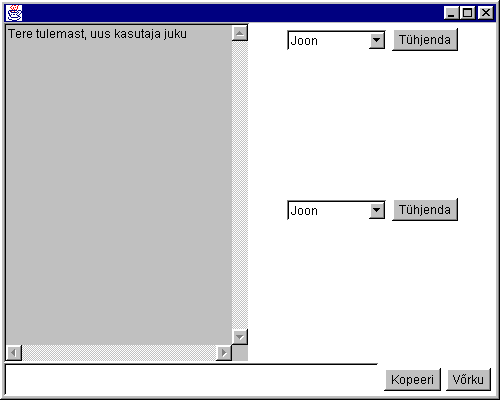 Tere tulemast, uus kasutaja juku
Joon
Tühjenda
Joon
Tühjenda
Kopeeri
Võrku